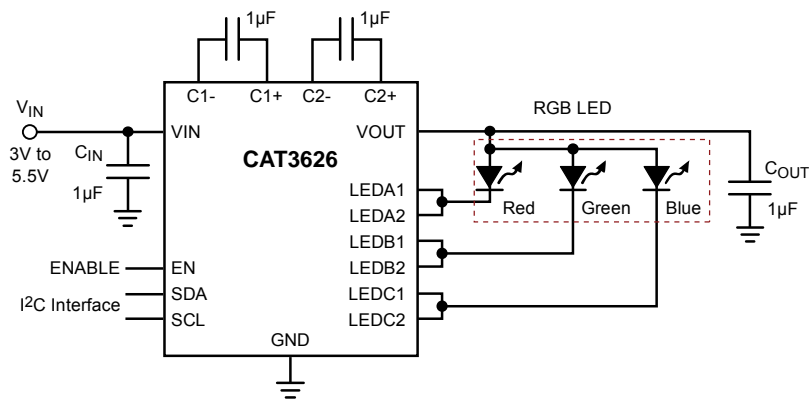 1μF
1μF
C1-
C1+
C2-
C2+
RGB LED
VIN
VIN
VOUT
3V to
5.5V
CIN
1μF
CAT3626
LEDA1
LEDA2
Red
Green
Blue
COUT
1μF
LEDB1
LEDB2
ENABLE
EN
I²C Interface
SDA
SCL
LEDC1
LEDC2
GND